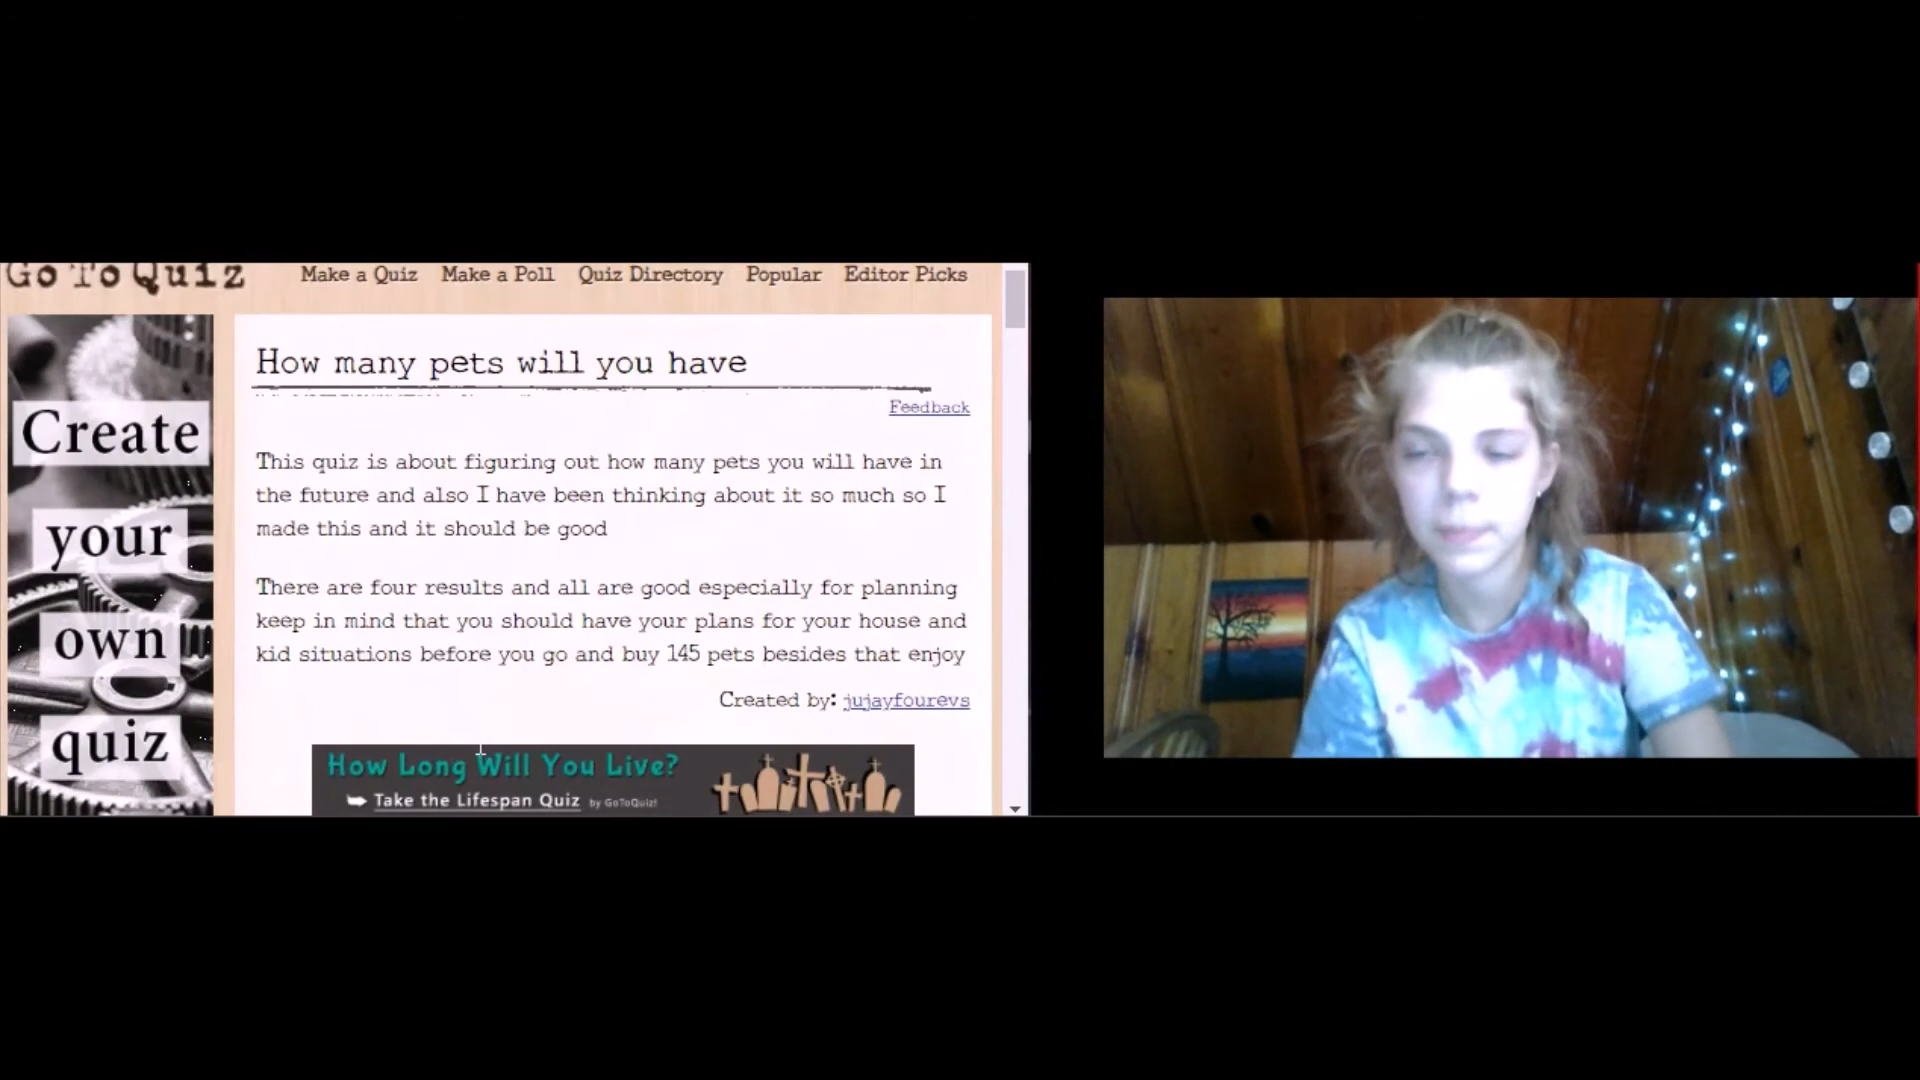 Go To Quiz
Make a Quiz Make a Poll Quiz Directory Popular Editor Picks
Create
your
own
quiz
How many pets will you have
Feedback
This quiz is about figuring out how many pets you will have in
the future and also I have been thinking about it so much so I
made this and it should be good
There are four results and all are good especially for planning
keep in mind that you should have your plans for your house and
kid situations before you go and buy 145 pets besides that enjoy
Created by: jujayfourevs
How Long Will You Live?
Take the Lifespan Quiz by GoToQuiz!